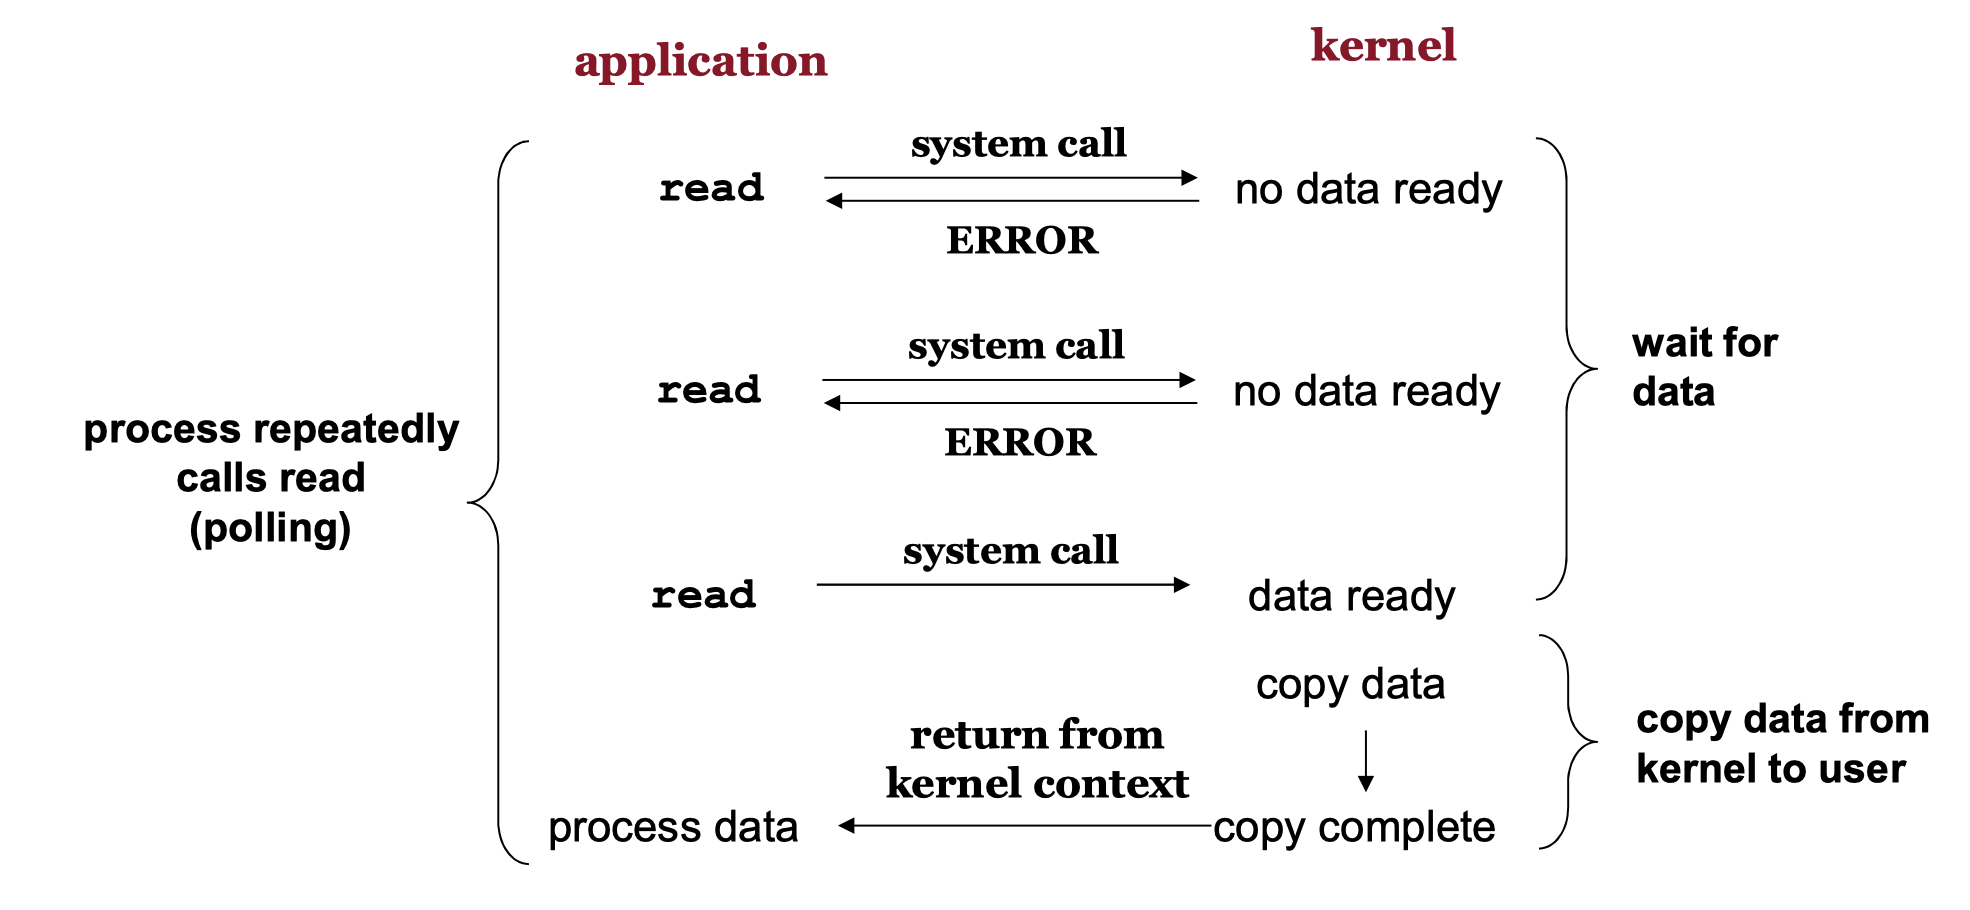 application
kernel
system call
read
no data ready
ERROR
system call
read
no data ready
ERROR
wait for
data
process repeatedly
calls read
(polling)
system call
read
data ready
copy data
return from
kernel context
copy data from
kernel to user
process data
copy complete